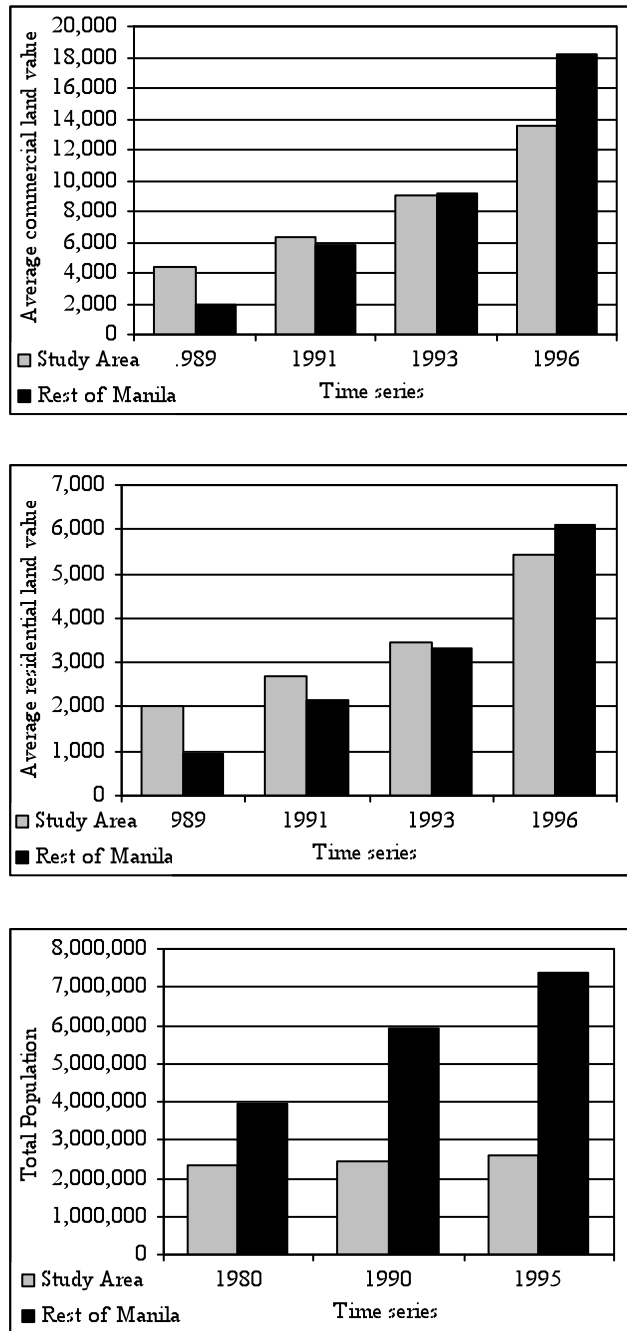 Average commercial land value
20,000
18,000
16,000
14,000
12,000
10,000
8,000
6,000
4,000
2,000
0
.989 1991 1993 1996
Study Area
Rest of Manila
Time series
Average residential land value
7,000
6,000
5,000
4,000
3,000
2,000
1,000
0
989 1991 1993 1996
Study Area
Rest of Manila
Time series
Total Population
8,000,000
7,000,000
6,000,000
5,000,000
4,000,000
3,000,000
2,000,000
1,000,000
0
1980 1990 1995
Study Area
Rest of Manila
Time series